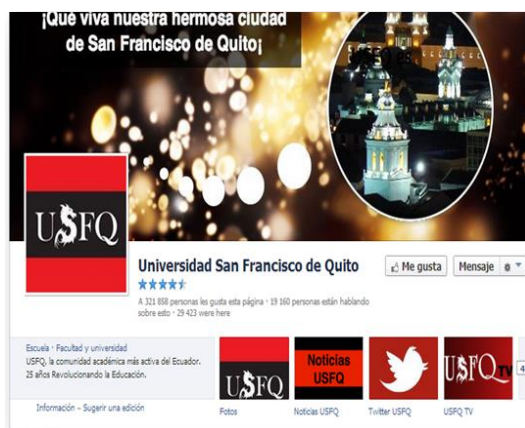 ¡Que viva nuestra hermosa ciudad
de San Francisco de Quito¡
USFQ
Universidad San Francisco de Quito
Me gusta
Mensaje
A 321 858 personas les gusta esta página · 19 160 personas están hablando
sobre esto · 29 423 were here
Escuela · Facultad y universidad
USFQ, la comunidad académica más activa del Ecuador.
25 años Revolucionando la Educación.
Información – Sugerir una edición
USFQ
Fotos
Noticias
USFQ
Noticias USFQ
Twitter USFQ
USFQ TV
USFQ TV
4